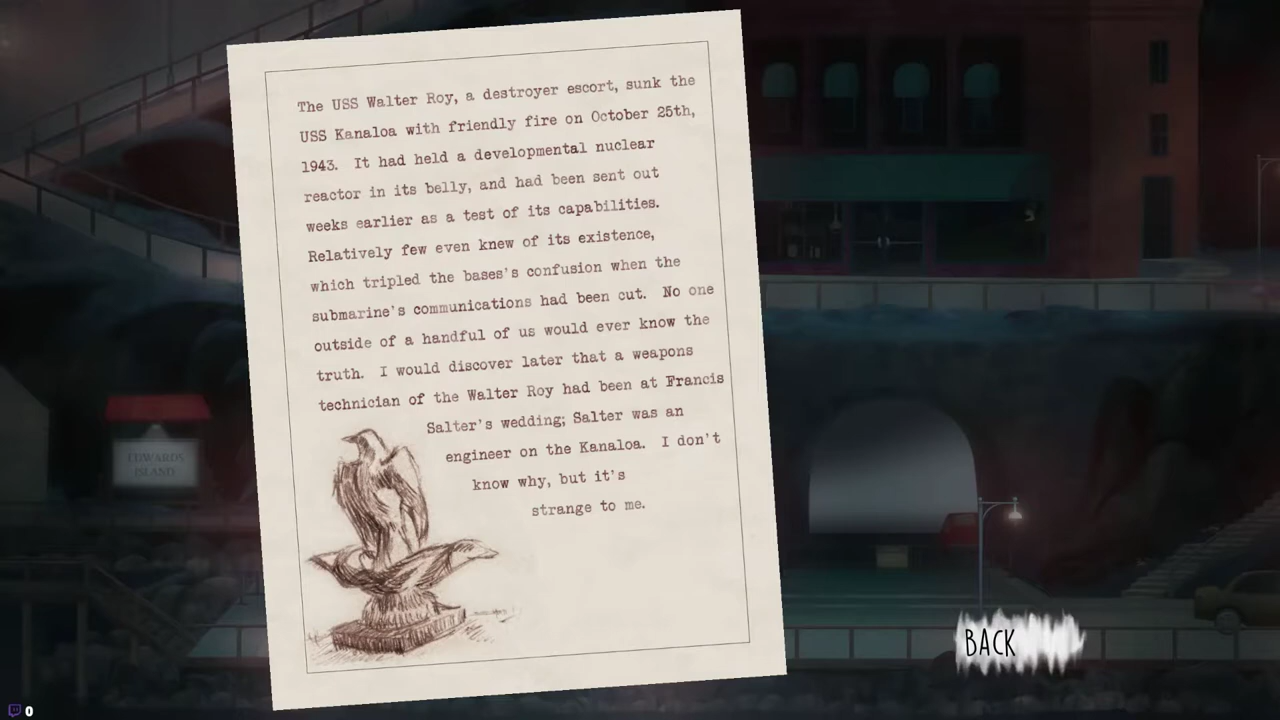 The USS Walter Roy, a destroyer escort, sunk the
USS Kanaloa with friendly fire on October 25th,
1943.  It had held a developmental nuclear
reactor in its belly, and had been sent out
weeks earlier as a test of its capabilities.
Relatively few even knew of its existence,
which tripled the bases's confusion when the
submarine's communications had been cut.  No one
outside of a handful of us would ever know the
truth.  I would discover later that a weapons
technician of the Walter Roy had been at Francis
Salter's wedding; Salter was an
engineer on the Kanaloa.  I don't
know why, but it's
strange to me.
EDWARDS
ISLAND
BACK
0